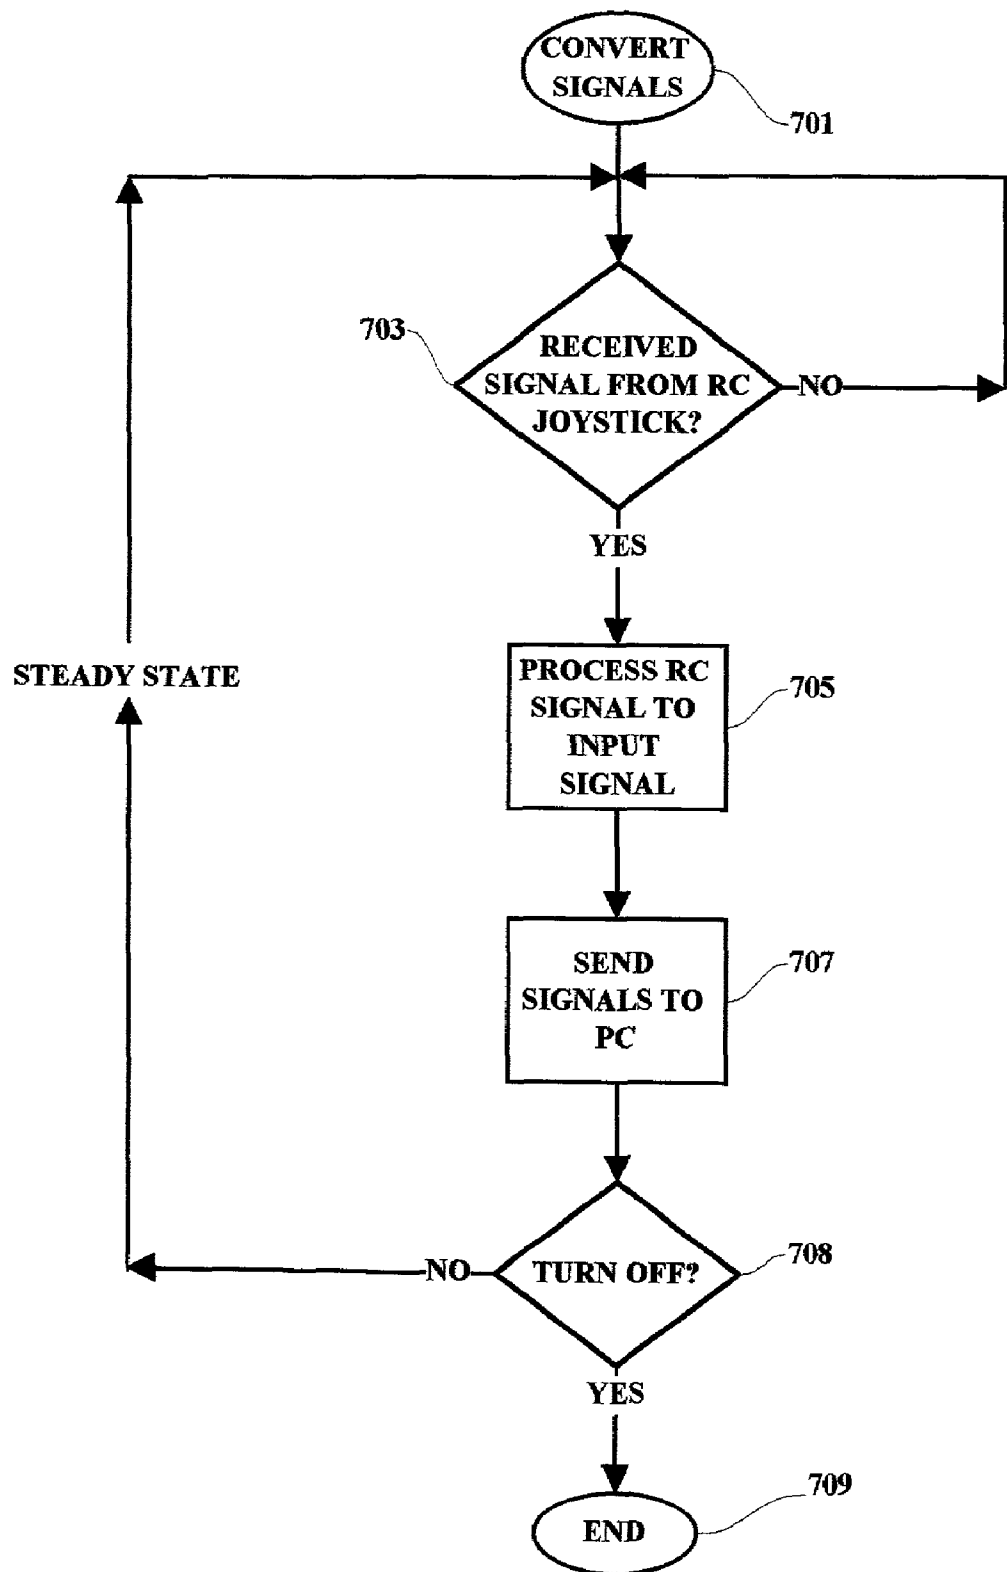 CONVERT
SIGNALS
701
703
RECEIVED
SIGNAL FROM RC
JOYSTICK?
NO
YES
STEADY STATE
PROCESS RC
SIGNAL TO
INPUT
SIGNAL
705
SEND
SIGNALS TO
PC
707
NO
TURN OFF?
708
YES
END
709